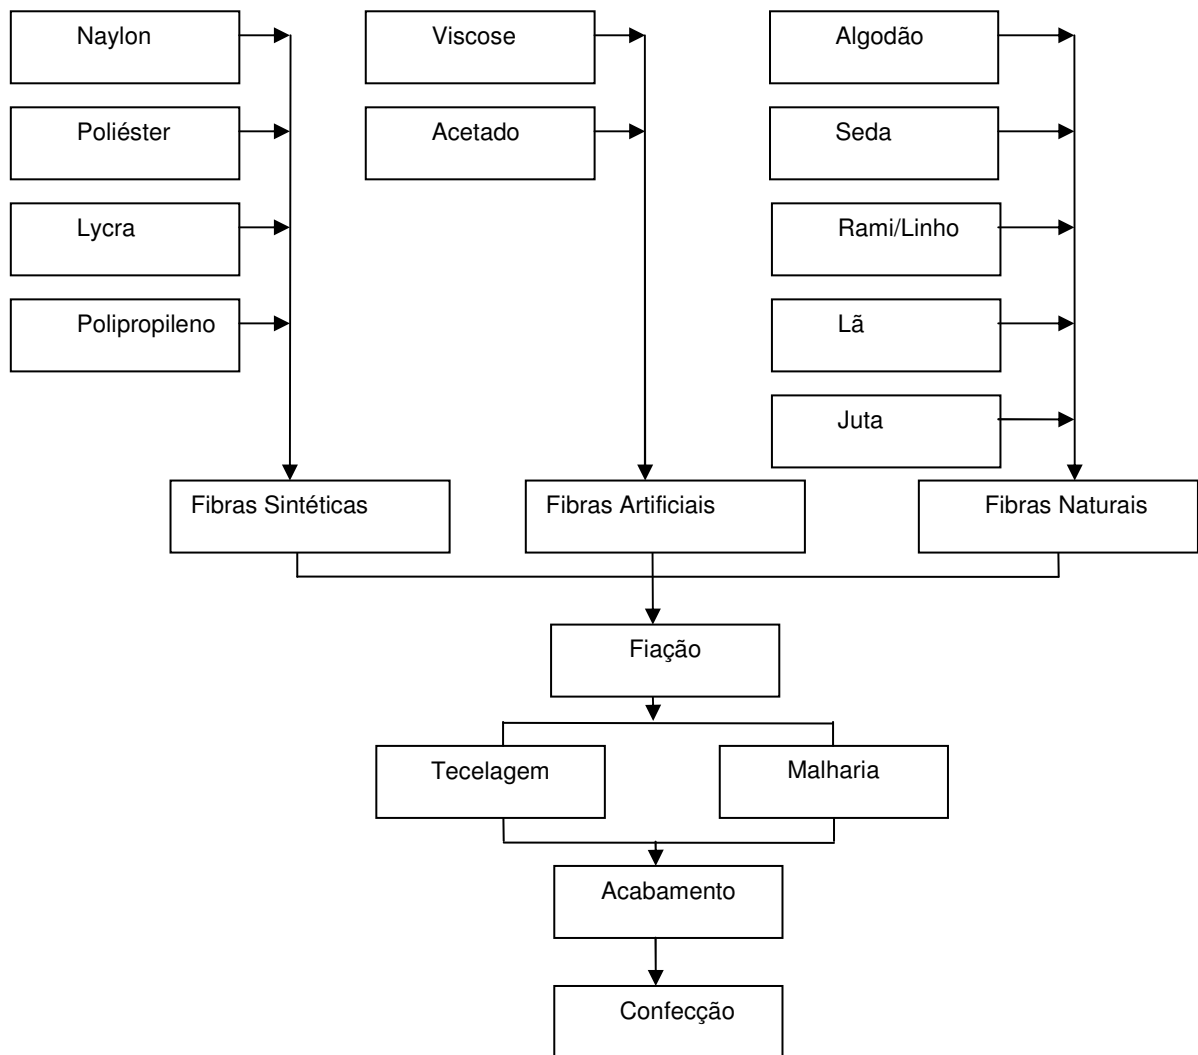 Naylon
Viscose
Algodão
Poliéster
Acetado
Seda
Lycra
Rami/Linho
Polipropileno
Lã
Juta
Fibras Sintéticas
Fibras Artificiais
Fibras Naturais
Fiação
Tecelagem
Malharia
Acabamento
Confecção